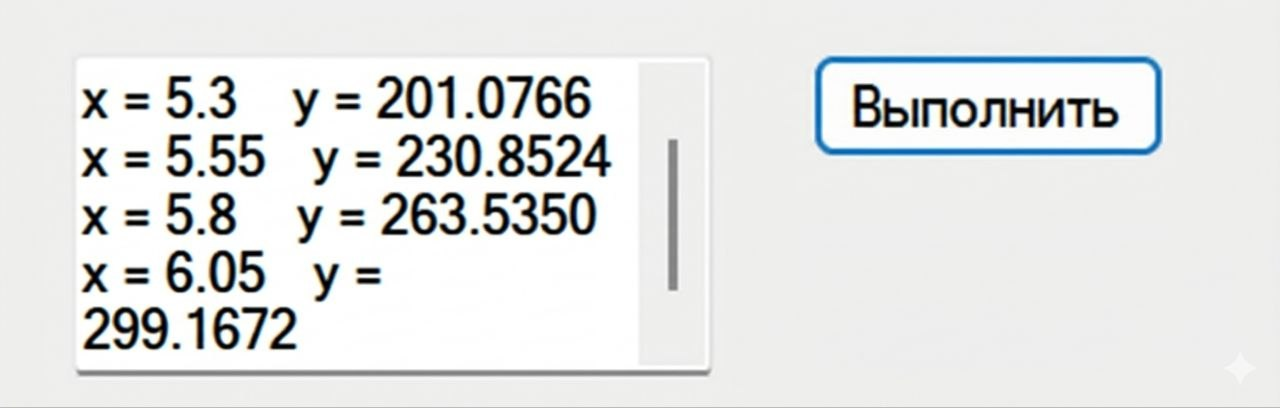 x = 5.3 y = 201.0766
x = 5.55 y = 230.8524
x = 5.8 y = 263.5350
x = 6.05 y =
299.1672
Выполнить